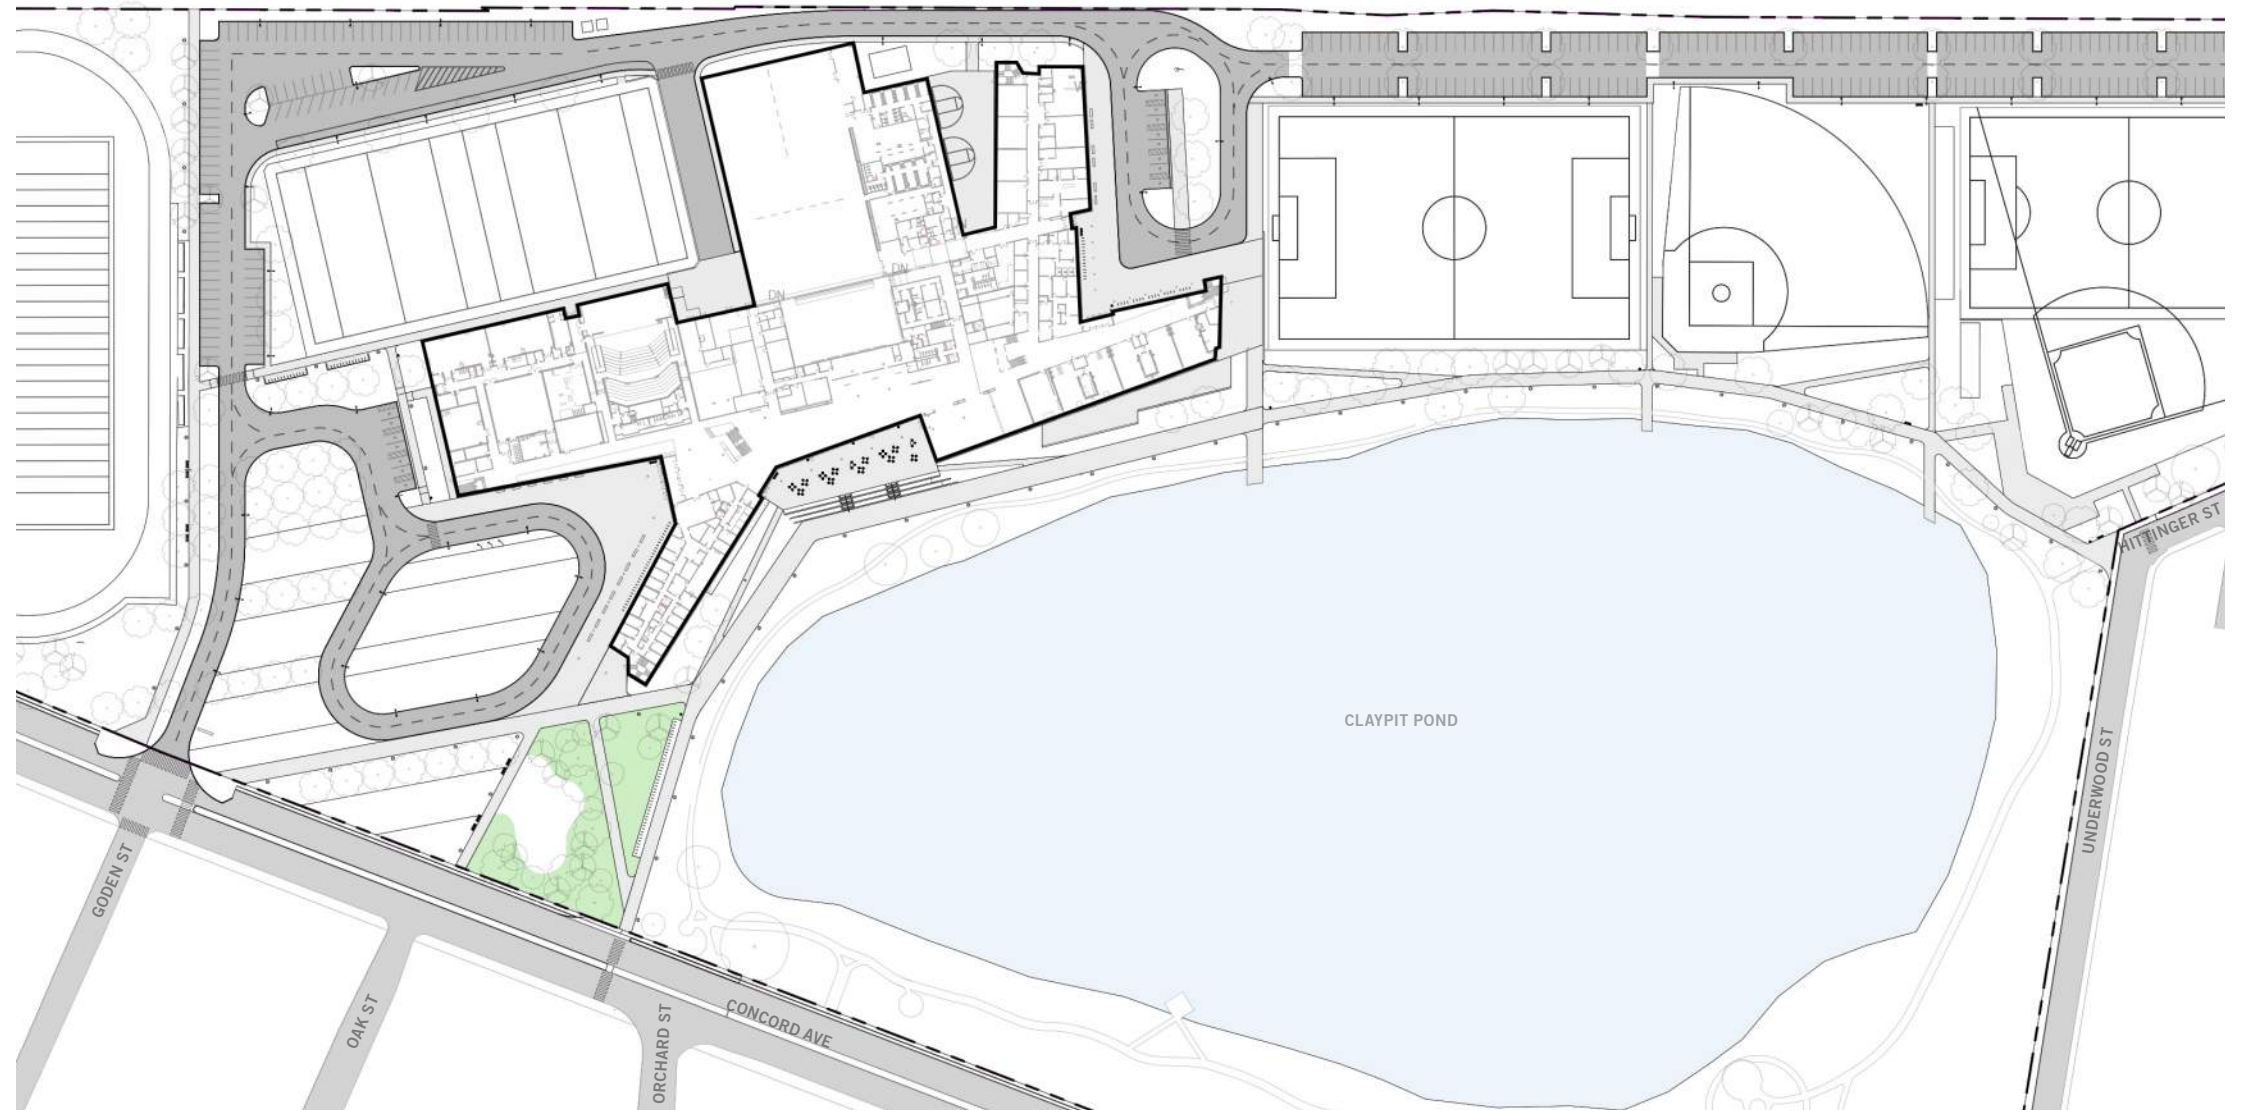 DN
DN
HITTINGER ST
CLAYPIT POND
UNDERWOOD ST
GODEN ST
OAK ST
ORCHARD ST
CONCORD AVE